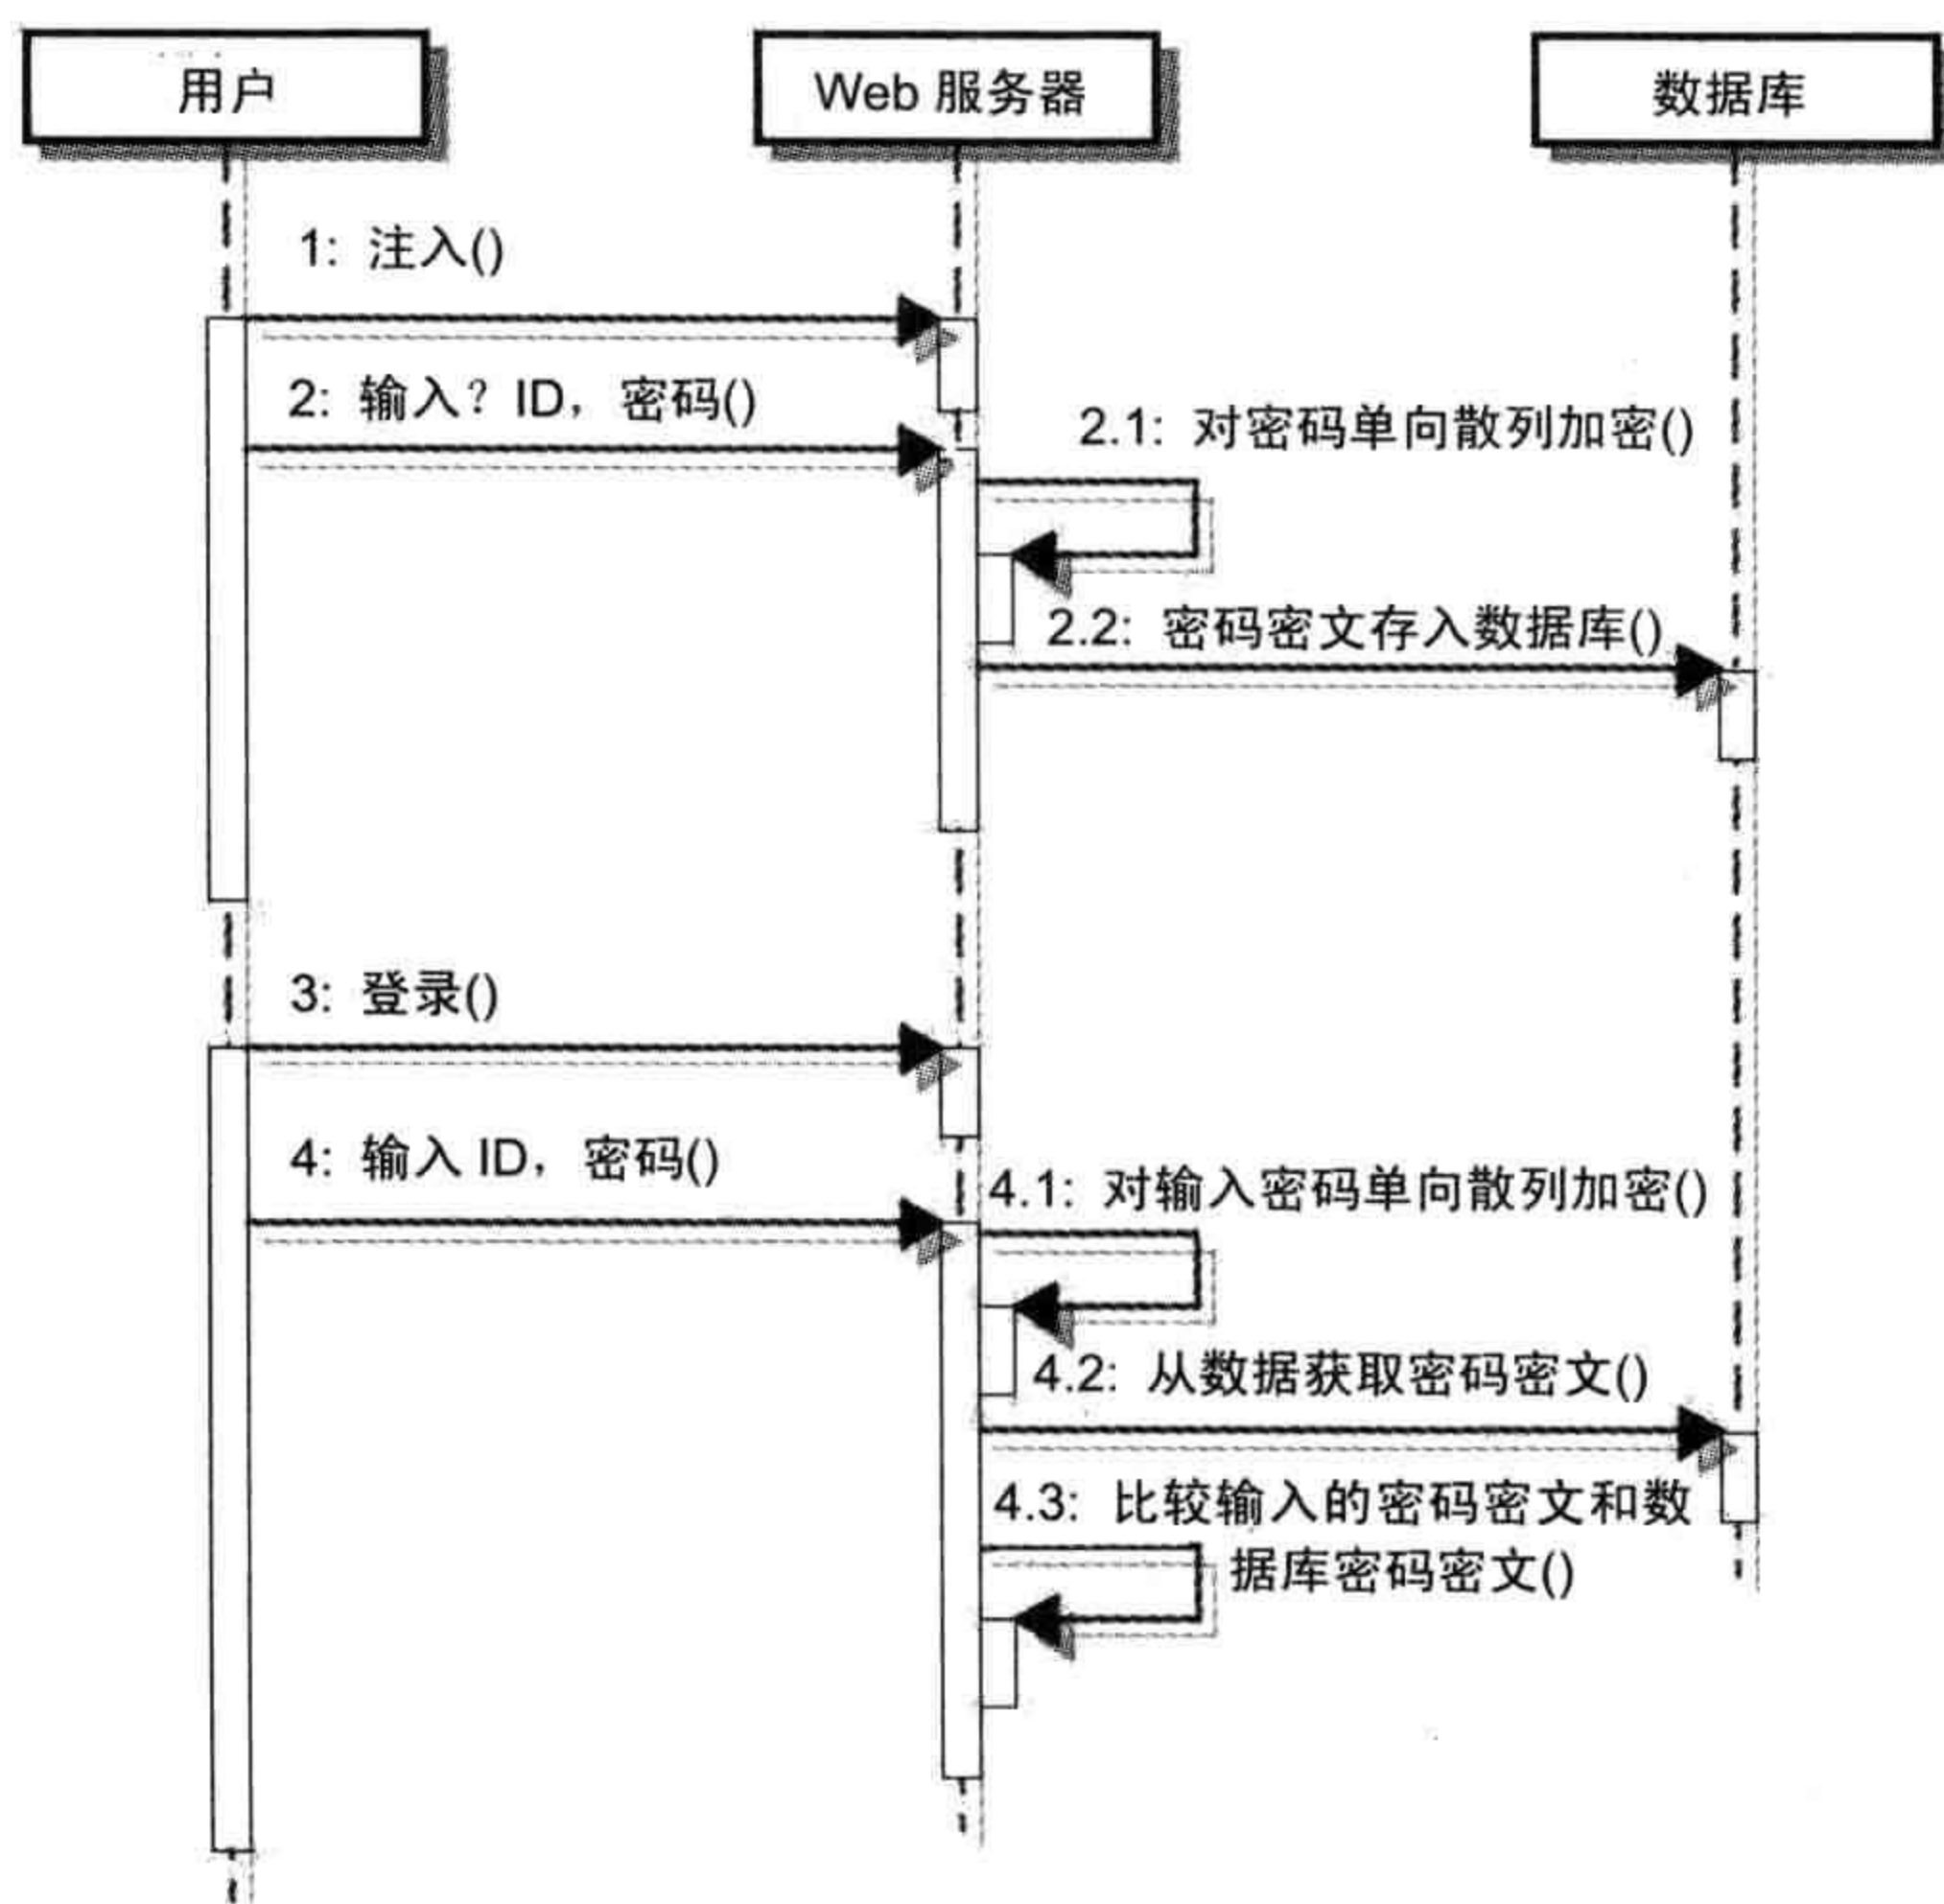 用户
Web 服务器
数据库
1: 注入()
2: 输入? ID, 密码()
2.1: 对密码单向散列加密()
2.2: 密码密文存入数据库()
3: 登录()
4: 输入 ID, 密码()
4.1: 对输入密码单向散列加密()
4.2: 从数据获取密码密文()
4.3: 比较输入的密码密文和数
据库密码密文()